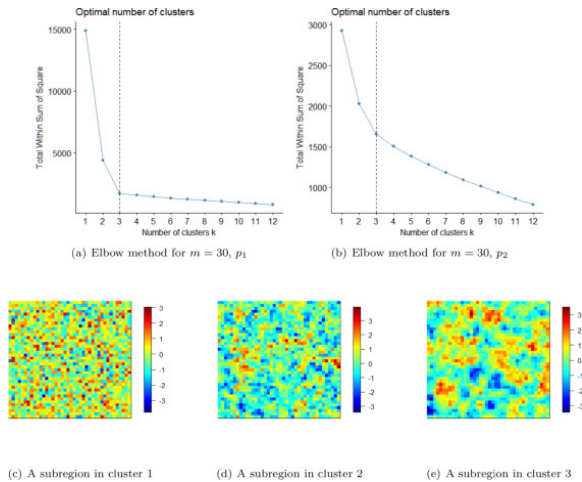 Optimal number of clusters
15000
10000
5000
Total Within Sum of Square
1 2 3 4 5 6 7 8 9 10 11 12
Number of clusters k
(a) Elbow method for m = 30, p1
Optimal number of clusters
3000
2500
2000
1500
1000
Total Within Sum of Square
1 2 3 4 5 6 7 8 9 10 11 12
Number of clusters k
(b) Elbow method for m = 30, p2
3
2
1
0
-1
-2
-3
(c) A subregion in cluster 1
3
2
1
0
-1
-2
-3
(d) A subregion in cluster 2
3
2
1
0
-1
-2
-3
(e) A subregion in cluster 3